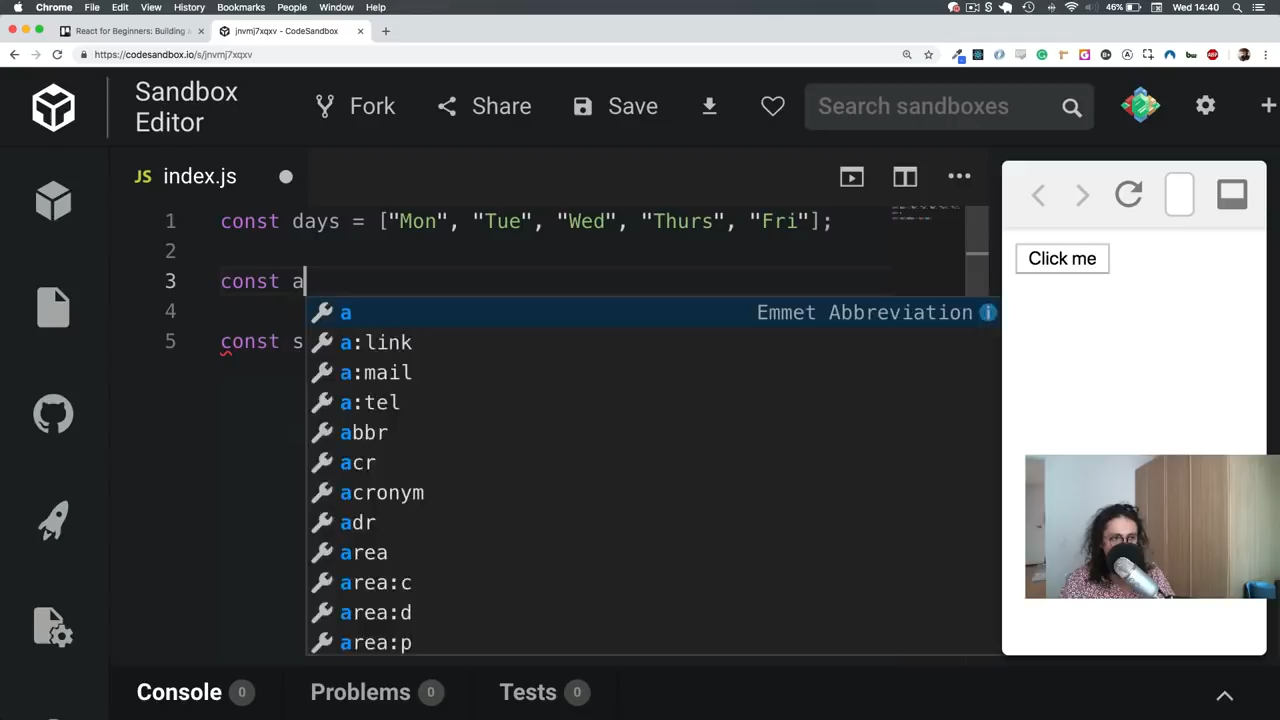 Chrome File Edit View History Bookmarks People Window Help 46% Wed 14:40
React for Beginners: Building A jnvmj7xqxv - CodeSandbox
https://codesandbox.io/s/jnvmj7xqxv
Sandbox Editor Fork Share Save Search sandboxes
JS index.js
1 const days = ["Mon", "Tue", "Wed", "Thurs", "Fri"];
2
3 const a
4
5 const s
a Emmet Abbreviation
a:link
a:mail
a:tel
abbr
acr
acronym
adr
area
area:c
area:d
area:p
Click me
Console 0 Problems 0 Tests 0